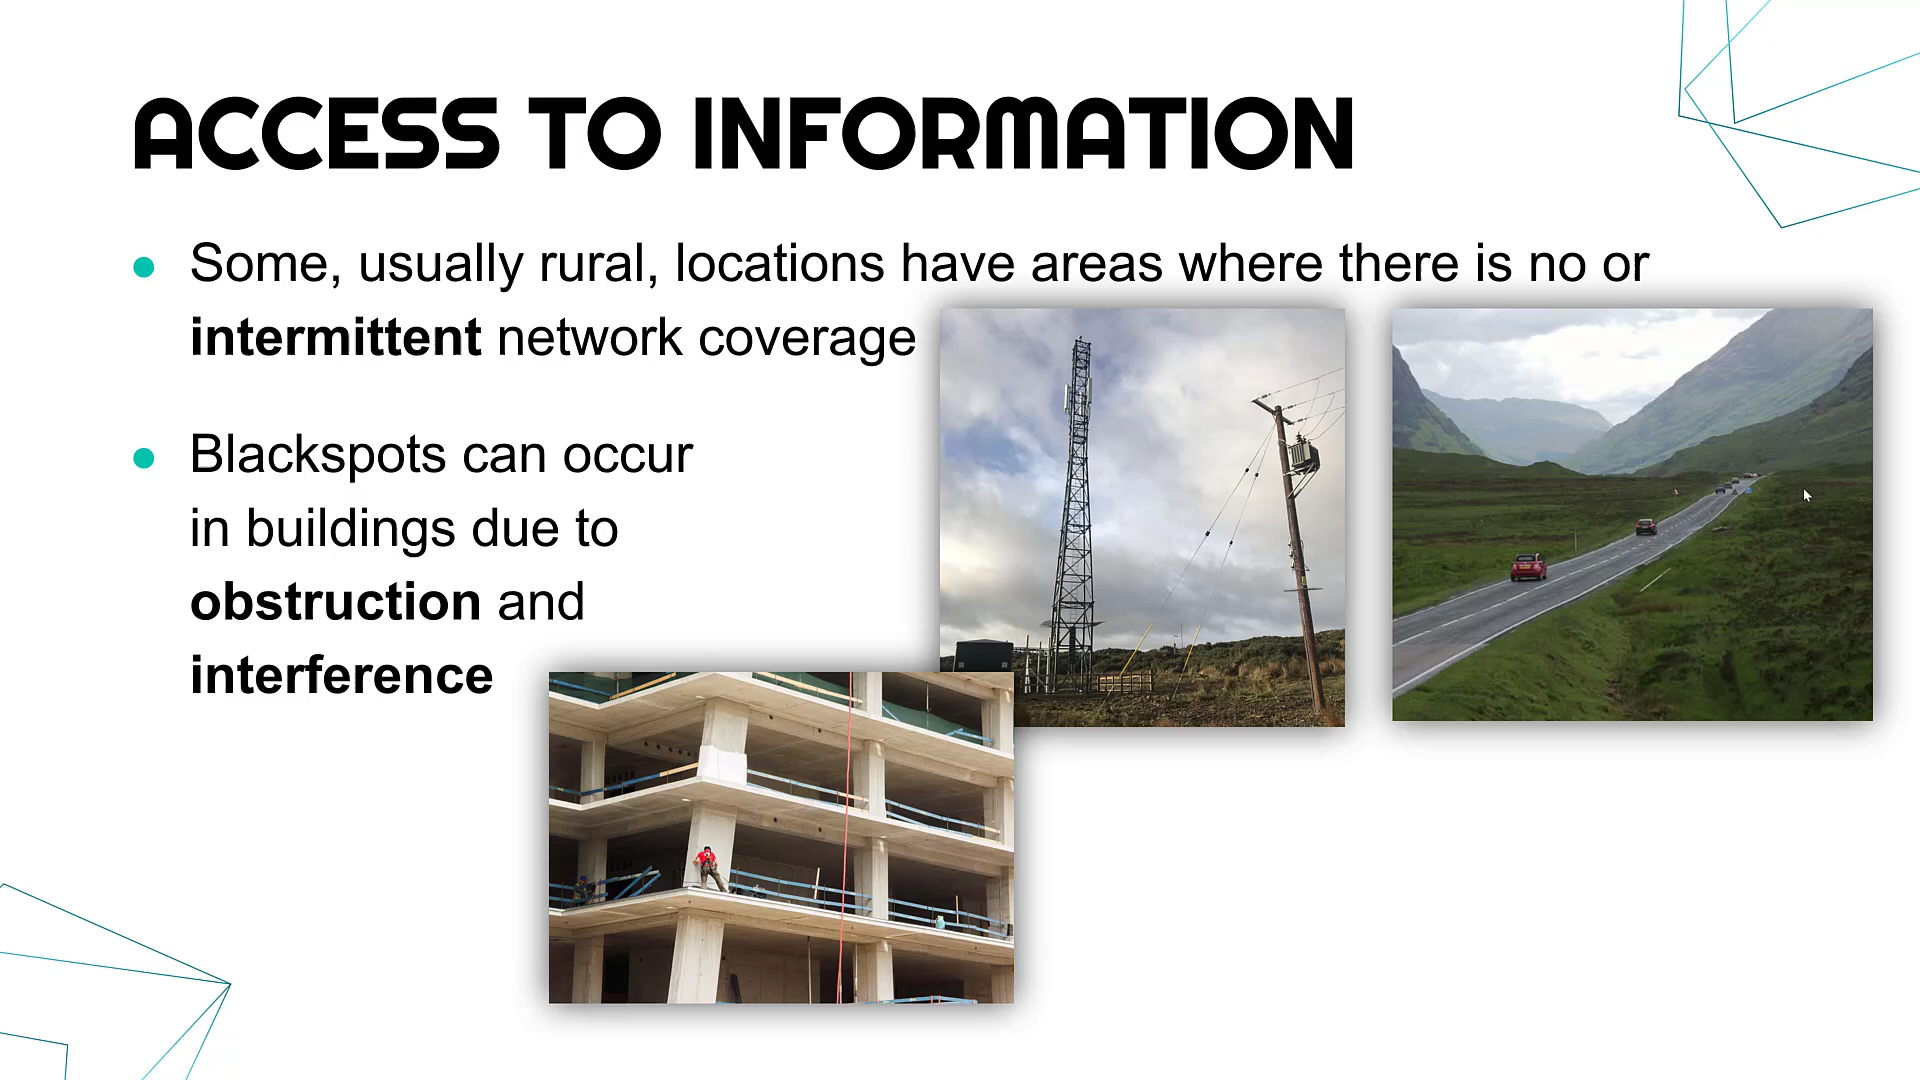 ACCESS TO INFORMATION
Some, usually rural, locations have areas where there is no or
intermittent network coverage
Blackspots can occur
in buildings due to
obstruction and
interference